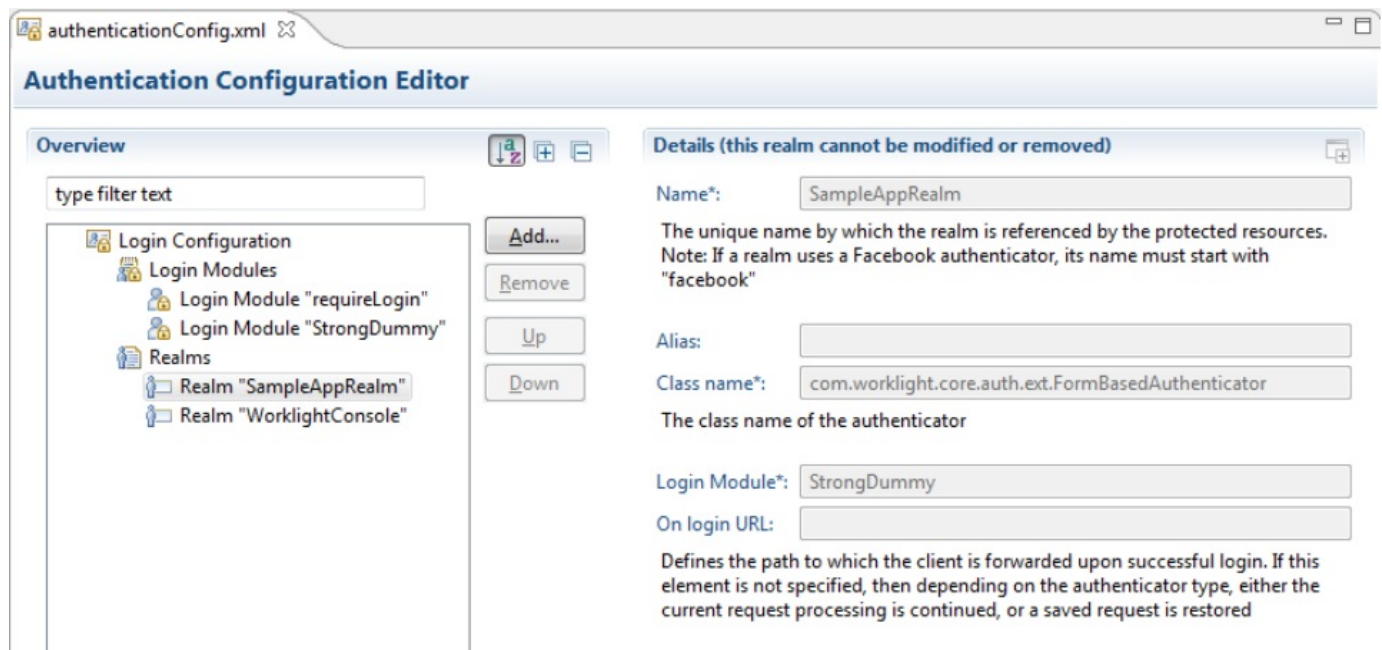 authenticationConfig.xml
Authentication Configuration Editor
Overview
type filter text
Login Configuration
Login Modules
Login Module "requireLogin"
Login Module "StrongDummy"
Realms
Realm "SampleAppRealm"
Realm "WorklightConsole"
Add...
Remove
Up
Down
Details (this realm cannot be modified or removed)
Name*: SampleAppRealm
The unique name by which the realm is referenced by the protected resources.
Note: If a realm uses a Facebook authenticator, its name must start with
"facebook"
Alias:
Class name*: com.worklight.core.auth.ext.FormBasedAuthenticator
The class name of the authenticator
Login Module*: StrongDummy
On login URL:
Defines the path to which the client is forwarded upon successful login. If this
element is not specified, then depending on the authenticator type, either the
current request processing is continued, or a saved request is restored